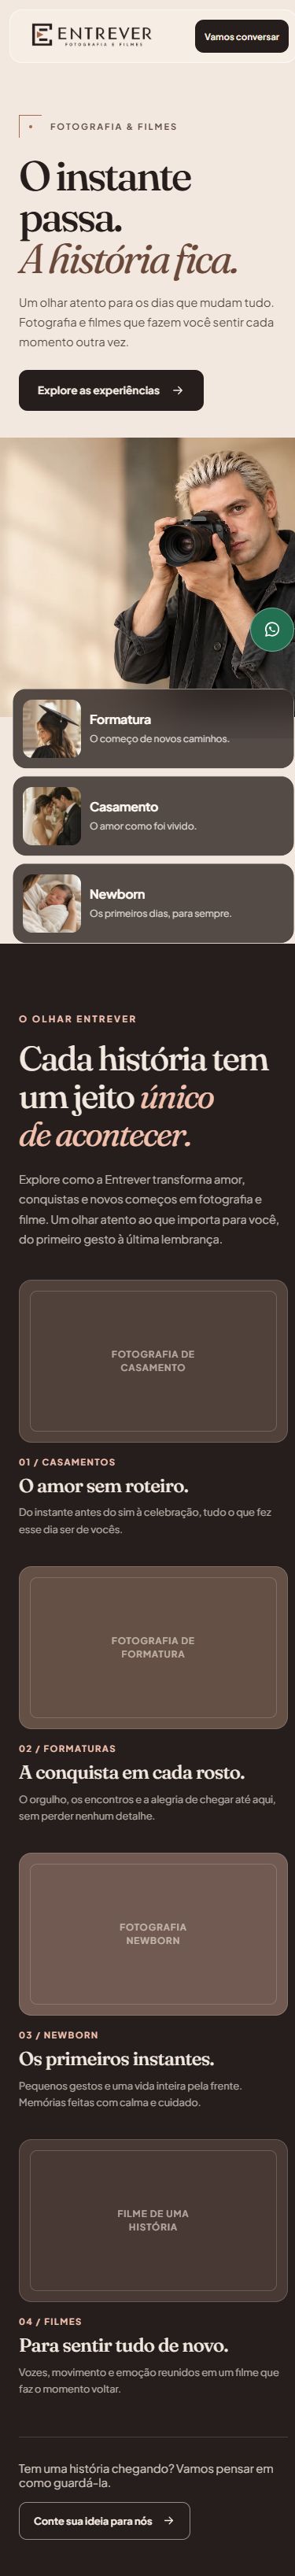 ENTREVER
FOTOGRAFIA & FILMES
Vamos conversar
FOTOGRAFIA & FILMES
O instante
passa.
A história fica.
Um olhar atento para os dias que mudam tudo.
Fotografia e filmes que fazem você sentir cada
momento outra vez.
Explore as experiências →
Formatura
O começo de novos caminhos.
Casamento
O amor como foi vivido.
Newborn
Os primeiros dias, para sempre.
O OLHAR ENTREVER
Cada história tem
um jeito único
de acontecer.
Explore como a Entrever transforma amor,
conquistas e novos começos em fotografia e
filme. Um olhar atento ao que importa para você,
do primeiro gesto à última lembrança.
FOTOGRAFIA DE
CASAMENTO
01 / CASAMENTOS
O amor sem roteiro.
Do instante antes do sim à celebração, tudo o que fez
esse dia ser de vocês.
FOTOGRAFIA DE
FORMATURA
02 / FORMATURAS
A conquista em cada rosto.
O orgulho, os encontros e a alegria de chegar até aqui,
sem perder nenhum detalhe.
FOTOGRAFIA
NEWBORN
03 / NEWBORN
Os primeiros instantes.
Pequenos gestos e uma vida inteira pela frente.
Memórias feitas com calma e cuidado.
FILME DE UMA
HISTÓRIA
04 / FILMES
Para sentir tudo de novo.
Vozes, movimento e emoção reunidos em um filme que
faz o momento voltar.
Tem uma história chegando? Vamos pensar em
como guardá-la.
Conte sua ideia para nós →